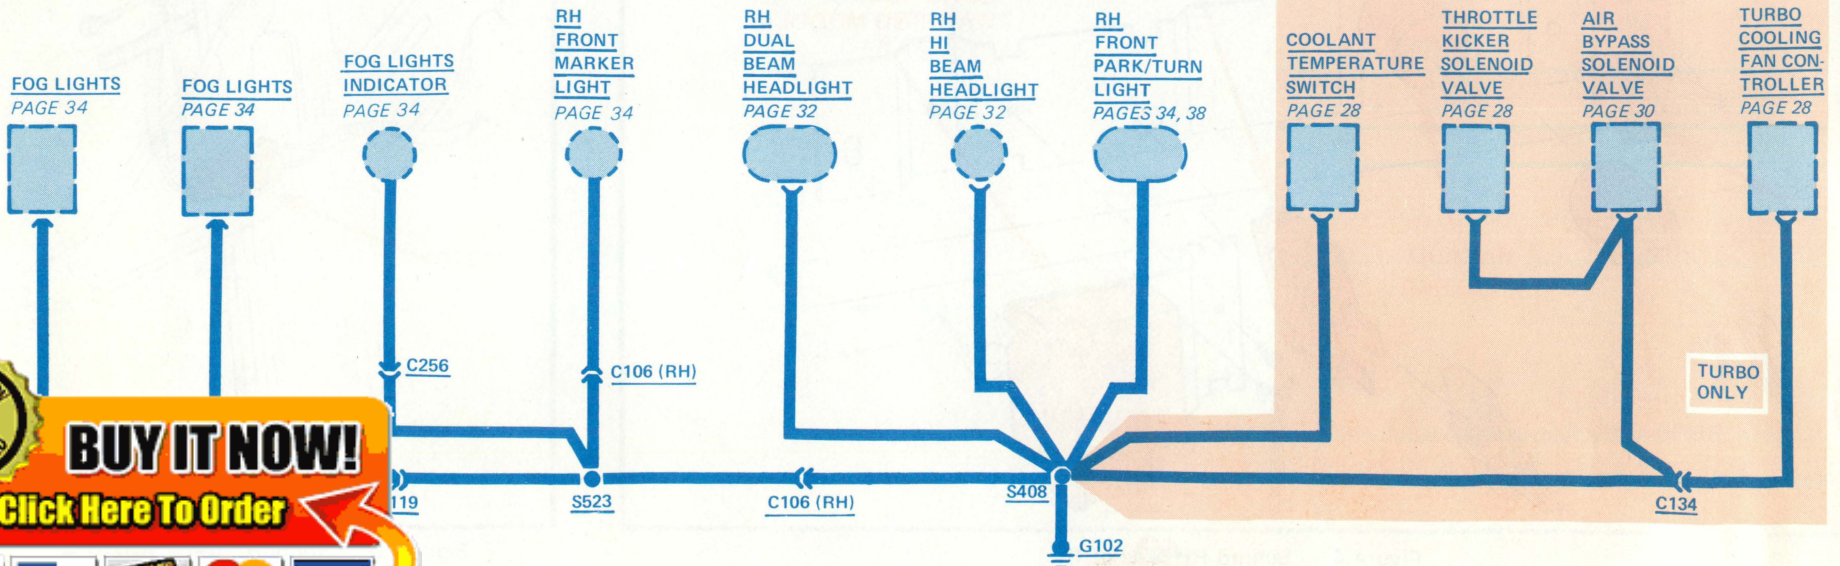 FOG LIGHTS
PAGE 34
FOG LIGHTS
PAGE 34
FOG LIGHTS
INDICATOR
PAGE 34
RH
FRONT
MARKER
LIGHT
PAGE 34
RH
DUAL
BEAM
HEADLIGHT
PAGE 32
RH
HI
BEAM
HEADLIGHT
PAGE 32
RH
FRONT
PARK/TURN
LIGHT
PAGES 34, 38
COOLANT
TEMPERATURE
SWITCH
PAGE 28
THROTTLE
KICKER
SOLENOID
VALVE
PAGE 28
AIR
BYPASS
SOLENOID
VALVE
PAGE 30
TURBO
COOLING
FAN CON-
TROLLER
PAGE 28
C256
C106 (RH)
TURBO
ONLY
BUY IT NOW!
Click Here To Order
119
S523
C106 (RH)
S408
C134
G102